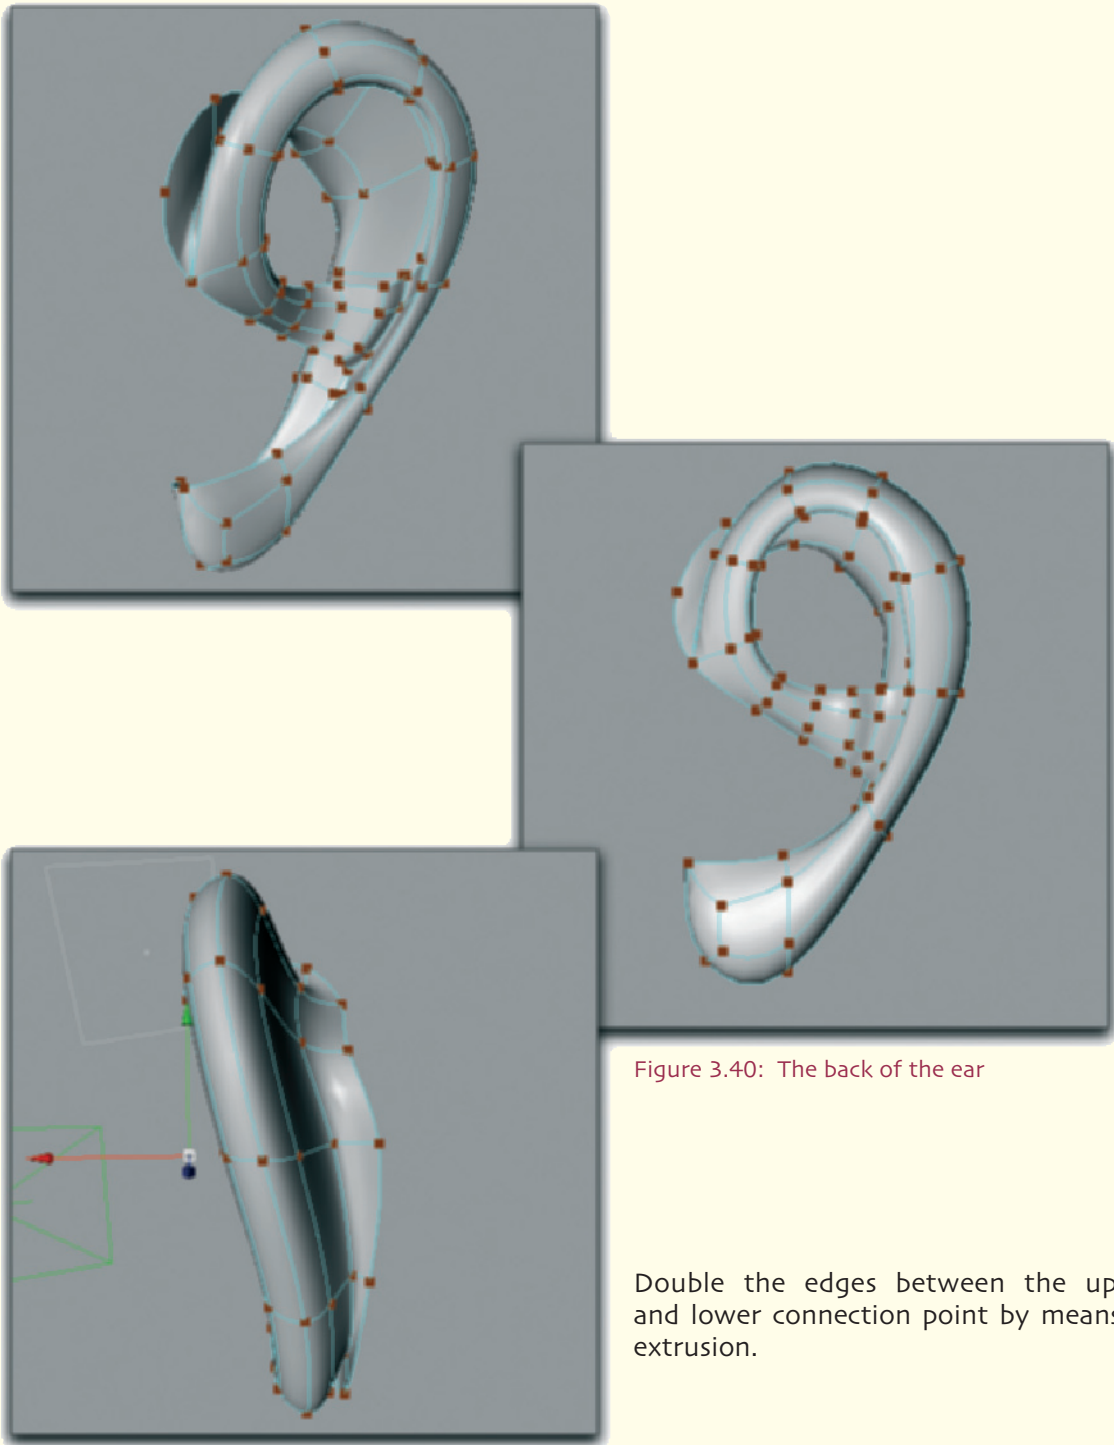 Figure 3.40: The back of the ear
Double the edges between the up
and lower connection point by means
extrusion.